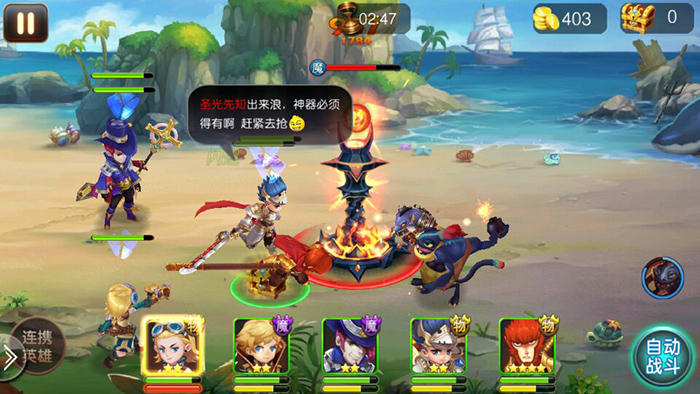 02:47
403
0
魔
圣光先知出来浪，神器必须
得有啊 赶紧去抢
连携
英雄
物
魔
魔
物
物
自动
战斗